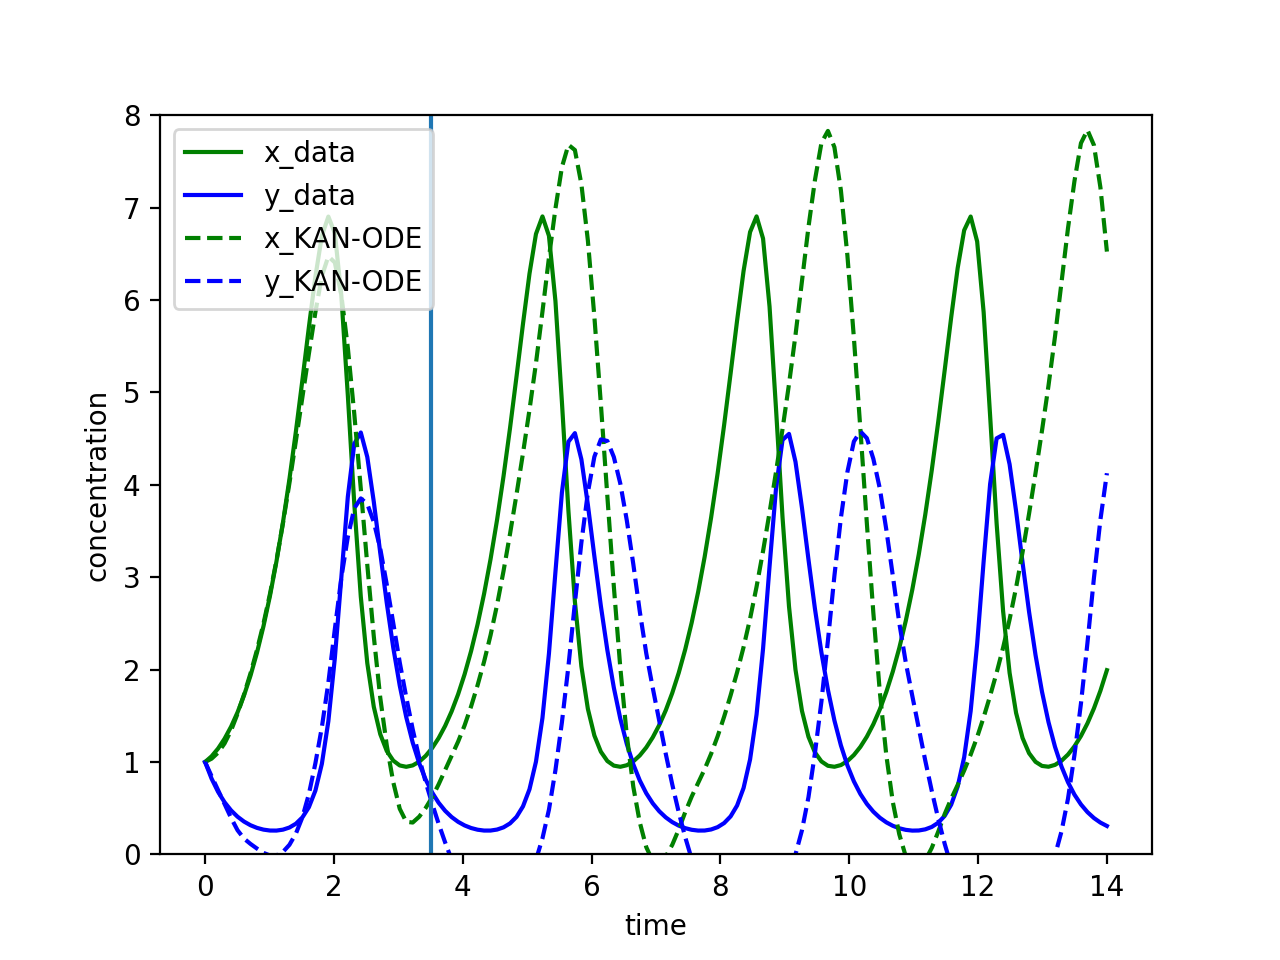 x_data
y_data
x_KAN-ODE
y_KAN-ODE
8
7
6
5
4
3
2
1
0
concentration
0 2 4 6 8 10 12 14
time